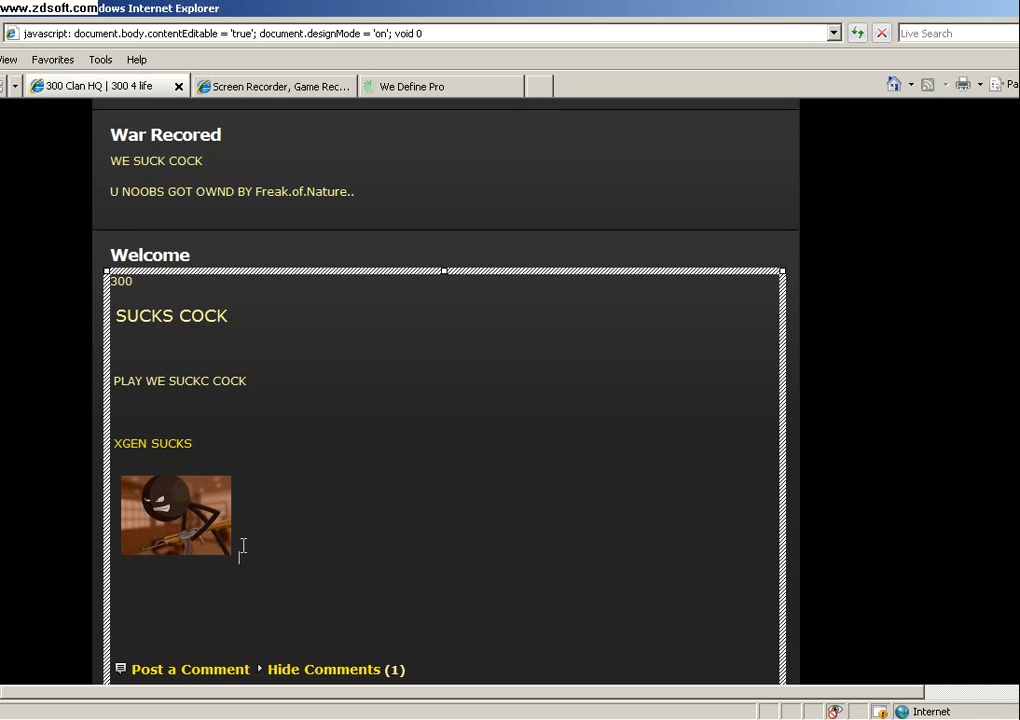 www.zdsoft.com dows Internet Explorer
javascript: document.body.contentEditable = 'true'; document.designMode = 'on'; void 0
Live Search
iew Favorites Tools Help
300 Clan HQ | 300 4 life
Screen Recorder, Game Rec...
We Define Pro
Pa
War Recored
WE SUCK COCK
U NOOBS GOT OWND BY Freak.of.Nature..
Welcome
300
SUCKS COCK
PLAY WE SUCKC COCK
XGEN SUCKS
Post a Comment Hide Comments (1)
Internet